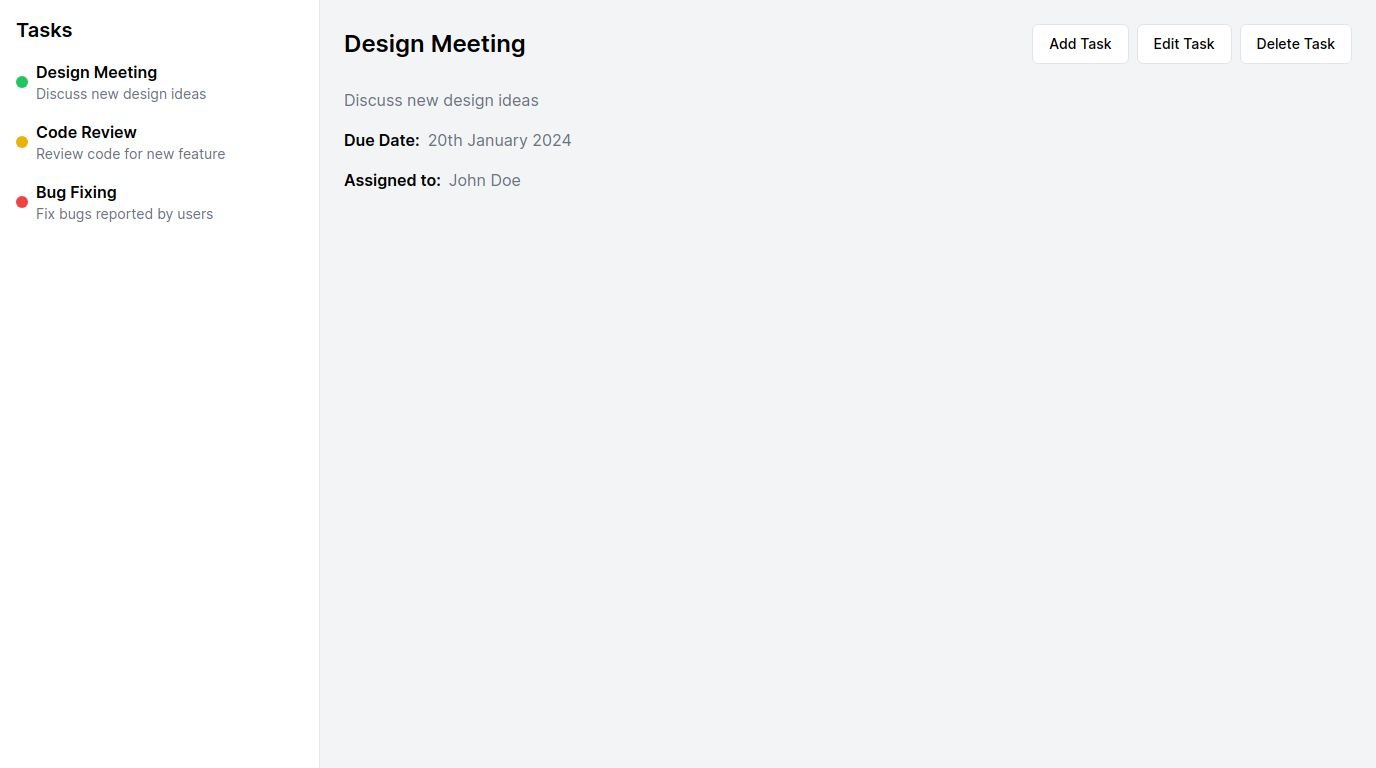 Tasks
Design Meeting
Discuss new design ideas
Code Review
Review code for new feature
Bug Fixing
Fix bugs reported by users
Design Meeting
Add Task
Edit Task
Delete Task
Discuss new design ideas
Due Date: 20th January 2024
Assigned to: John Doe